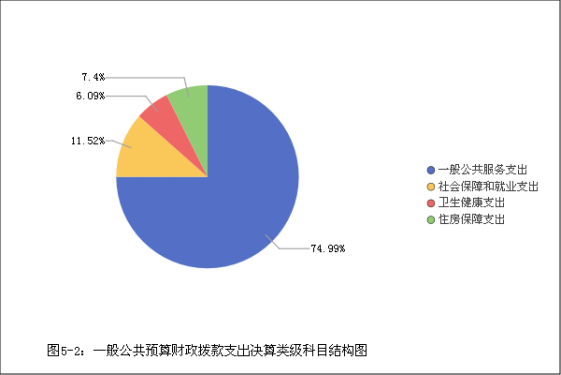 7.4%
6.09%
11.52%
74.99%
一般公共服务支出
社会保障和就业支出
卫生健康支出
住房保障支出
图5-2：一般公共预算财政拨款支出决算类级科目结构图